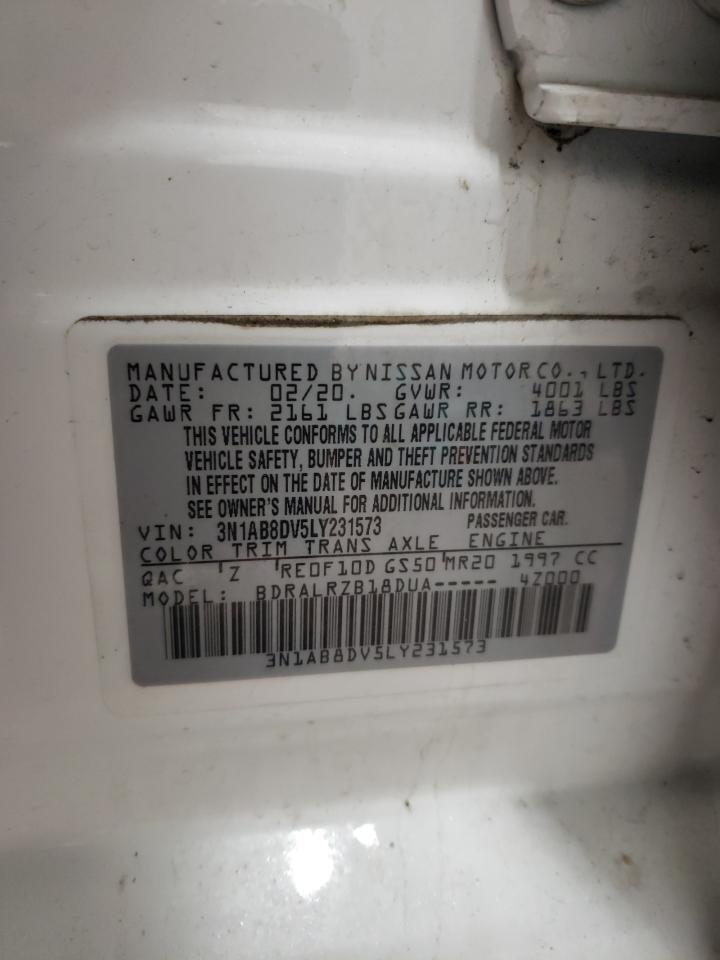 MANUFACTURED BY NISSAN MOTOR CO., LTD.
DATE: 02/20. GVWR: 4001 LBS
GAWR FR: 2161 LBS GAWR RR: 1863 LBS
THIS VEHICLE CONFORMS TO ALL APPLICABLE FEDERAL MOTOR
VEHICLE SAFETY, BUMPER AND THEFT PREVENTION STANDARDS
IN EFFECT ON THE DATE OF MANUFACTURE SHOWN ABOVE.
SEE OWNER'S MANUAL FOR ADDITIONAL INFORMATION.
VIN: 3N1AB8DV5LY231573 PASSENGER CAR.
COLOR TRIM TRANS AXLE ENGINE
QAC Z RE0F10D GS50 MR20 1997 CC
MODEL: BDRALRZB18DUA----- 4Z000
3N1AB8DV5LY231573